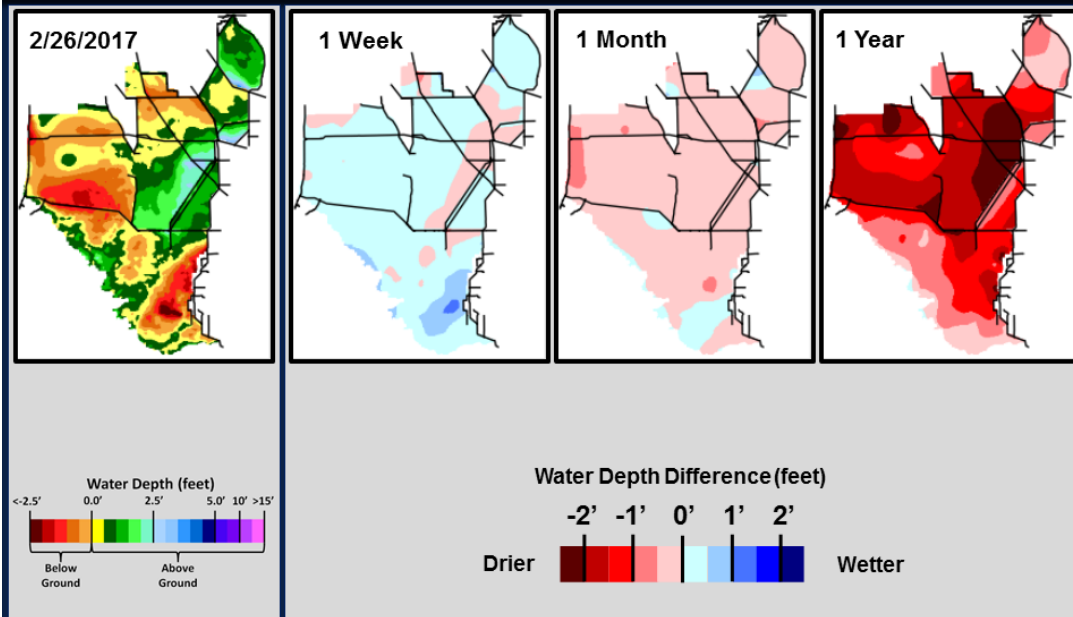 2/26/2017
1 Week
1 Month
1 Year
Water Depth (feet)
<-2.5' 0.0' 2.5' 5.0' 10' >15'
Below
Ground
Above
Ground
Water Depth Difference (feet)
-2' -1' 0' 1' 2'
Drier
Wetter